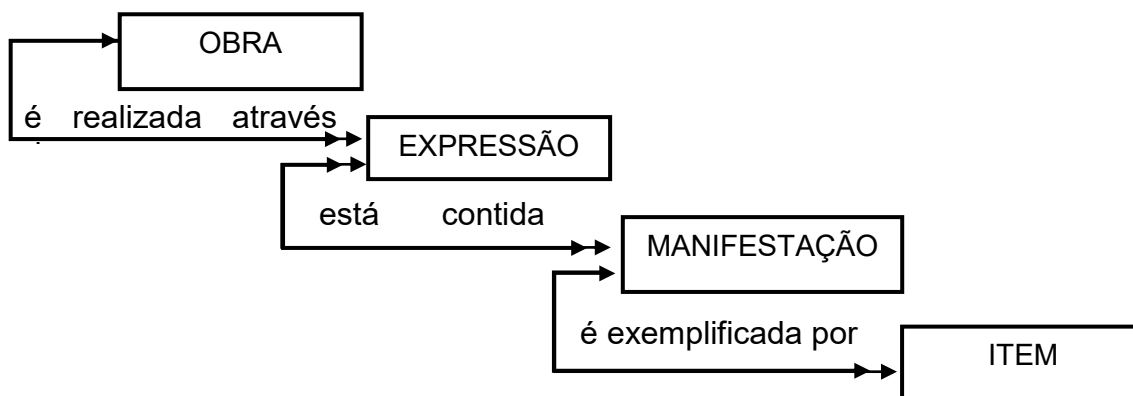 OBRA
é realizada através
EXPRESSÃO
está contida
MANIFESTAÇÃO
é exemplificada por
ITEM